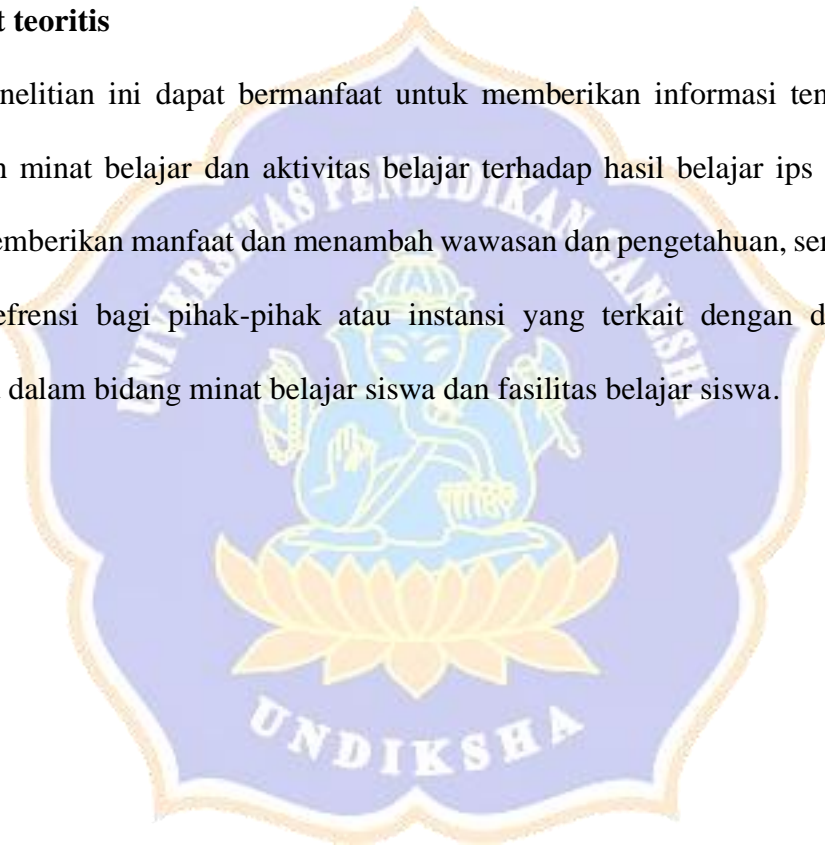 t teoritis
nelitian ini dapat bermanfaat untuk memberikan informasi ten
n minat belajar dan aktivitas belajar terhadap hasil belajar ips
emberikan manfaat dan menambah wawasan dan pengetahuan, ser
efrensi bagi pihak-pihak atau instansi yang terkait dengan d
dalam bidang minat belajar siswa dan fasilitas belajar siswa.
UNIVERSITAS PENDIDIKAN GANESHA
UNDIKSHA